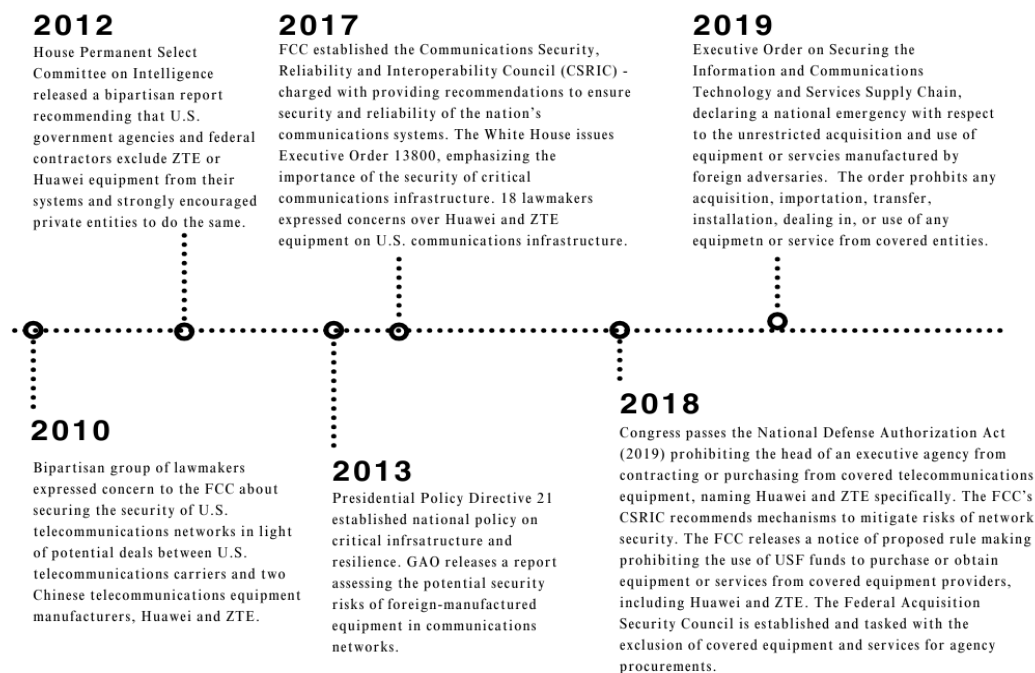 2012
House Permanent Select
Committee on Intelligence
released a bipartisan report
recommending that U.S.
government agencies and federal
contractors exclude ZTE or
Huawei equipment from their
systems and strongly encouraged
private entities to do the same.
2017
FCC established the Communications Security,
Reliability and Interoperability Council (CSRIC) -
charged with providing recommendations to ensure
security and reliability of the nation's
communications systems. The White House issues
Executive Order 13800, emphasizing the
importance of the security of critical
communications infrastructure. 18 lawmakers
expressed concerns over Huawei and ZTE
equipment on U.S. communications infrastructure.
2019
Executive Order on Securing the
Information and Communications
Technology and Services Supply Chain,
declaring a national emergency with respect
to the unrestricted acquisition and use of
equipment or servcies manufactured by
foreign adversaries. The order prohbits any
acquisition, importation, transfer,
installation, dealing in, or use of any
equipmetn or service from covered entities.
2010
Bipartisan group of lawmakers
expressed concern to the FCC about
securing the security of U.S.
telecommunications networks in light
of potential deals between U.S.
telecommunications carriers and two
Chinese telecommunications equipment
manufacturers, Huawei and ZTE.
2013
Presidential Policy Directive 21
established national policy on
critical infrsatructure and
resilience. GAO releases a report
assessing the potential security
risks of foreign-manufactured
equipment in communications
networks.
2018
Congress passes the National Defense Authorization Act
(2019) prohibiting the head of an executive agency from
contracting or purchasing from covered telecommunications
equipment, naming Huawei and ZTE specifically. The FCC's
CSRIC recommends mechanisms to mitigate risks of network
security. The FCC releases a notice of proposed rule making
prohibiting the use of USF funds to purchase or obtain
equipment or services from covered equipment providers,
including Huawei and ZTE. The Federal Acquisition
Security Council is established and tasked with the
exclusion of covered equipment and services for agency
procurements.